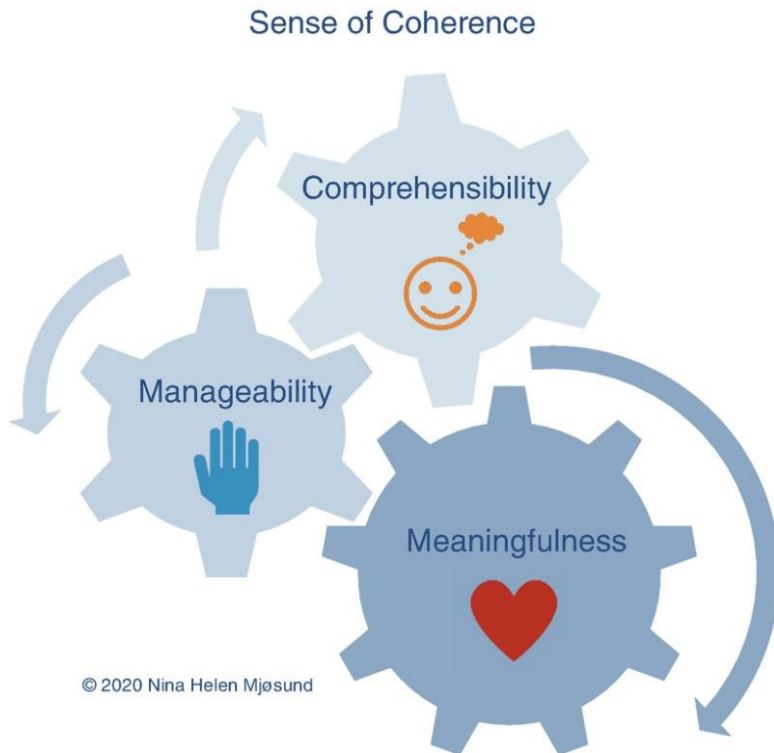 Sense of Coherence
Comprehensibility
Manageability
Meaningfulness
© 2020 Nina Helen Mjøsund